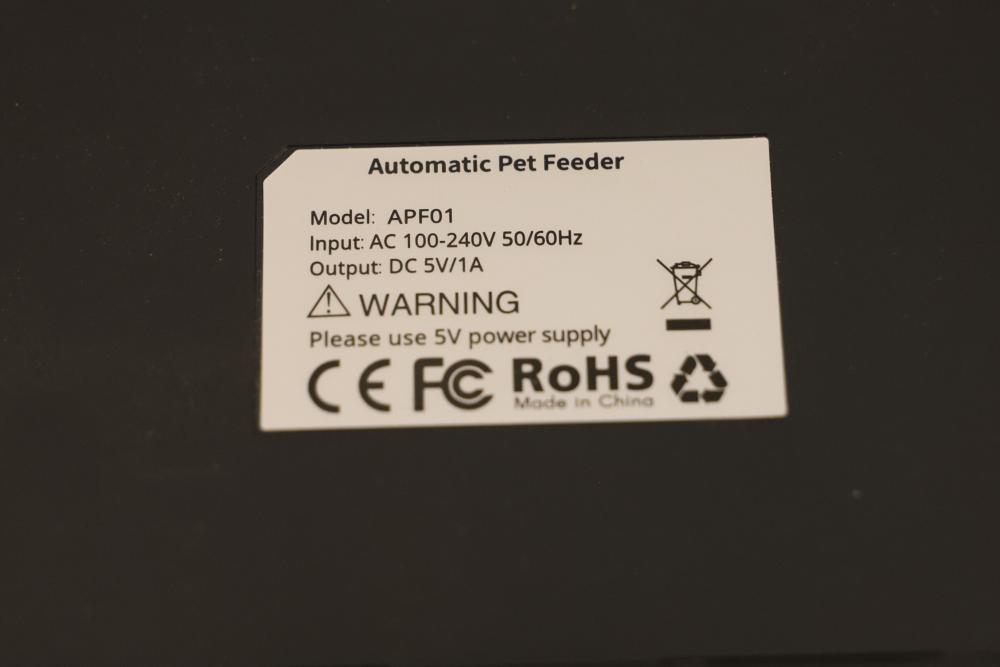 Automatic Pet Feeder
Model: APF01
Input: AC 100-240V 50/60Hz
Output: DC 5V/1A
WARNING
Please use 5V power supply
CE FC RoHS
Made in China